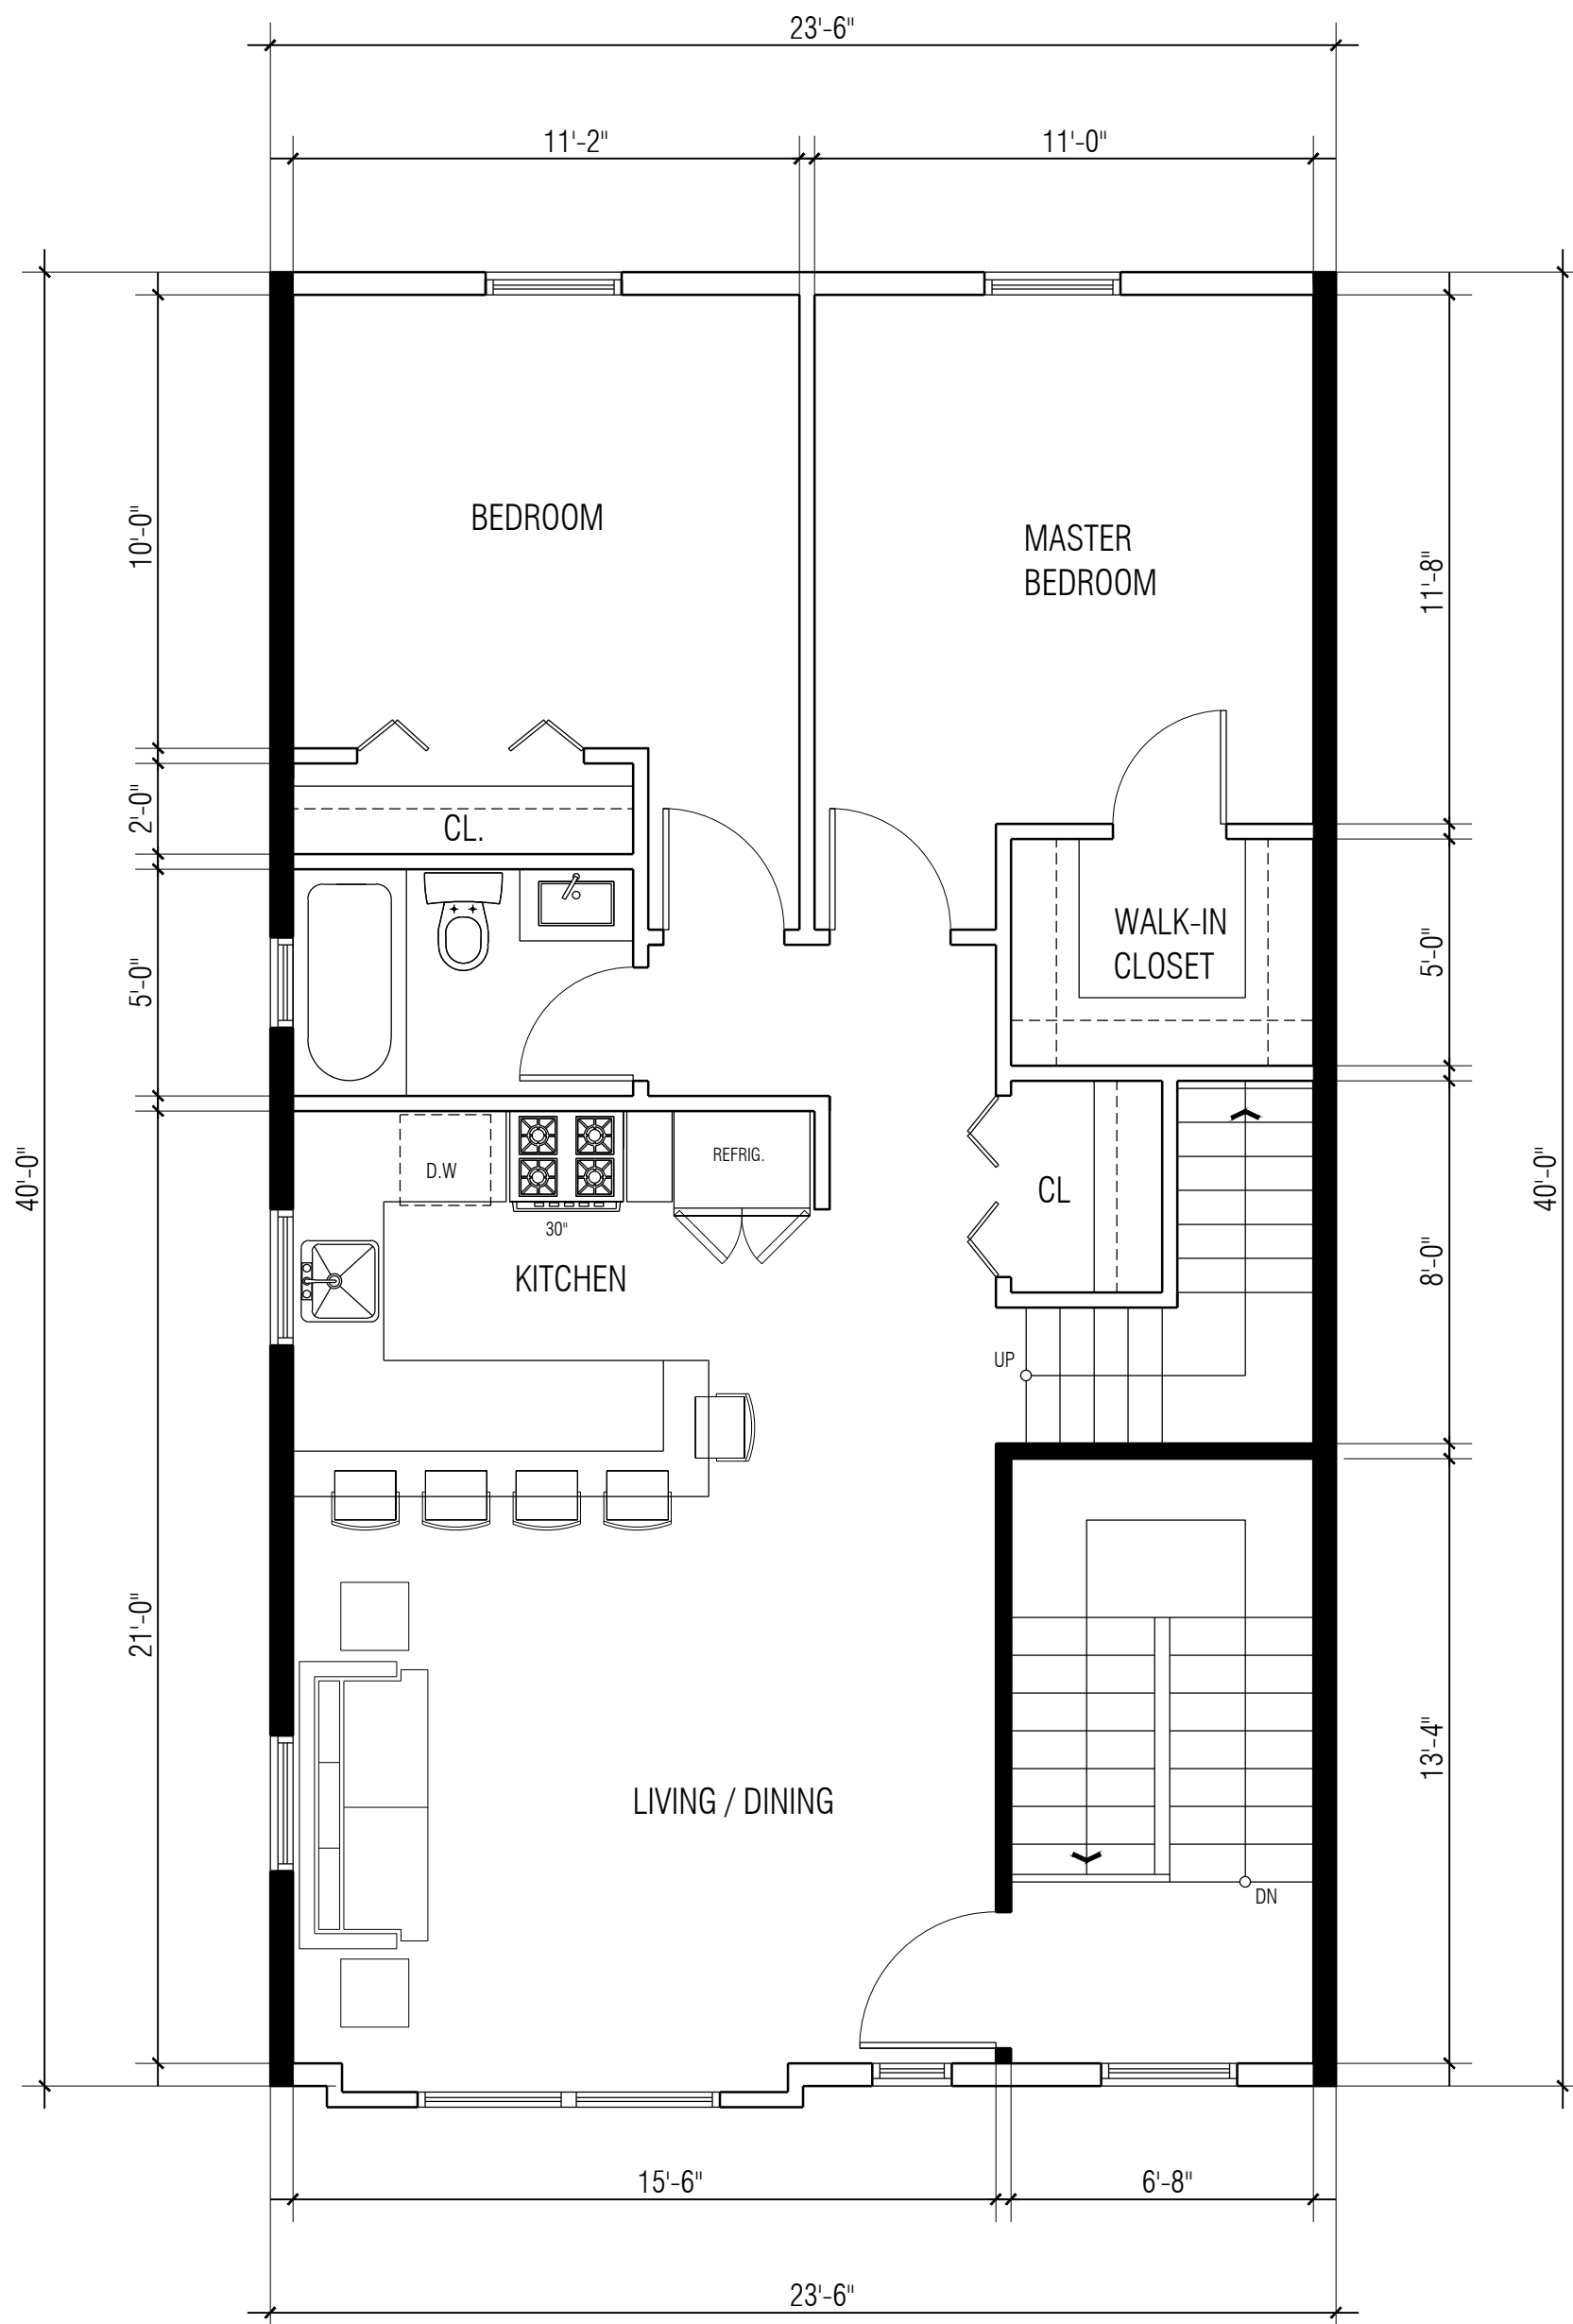 23'-6"
11'-2"
11'-0"
BEDROOM
MASTER
BEDROOM
10'-0"
11'-8"
2'-0"
CL.
WALK-IN
CLOSET
5'-0"
5'-0"
40'-0"
D.W
REFRIG.
CL
40'-0"
30"
KITCHEN
8'-0"
UP
21'-0"
13'-4"
LIVING / DINING
DN
15'-6"
6'-8"
23'-6"